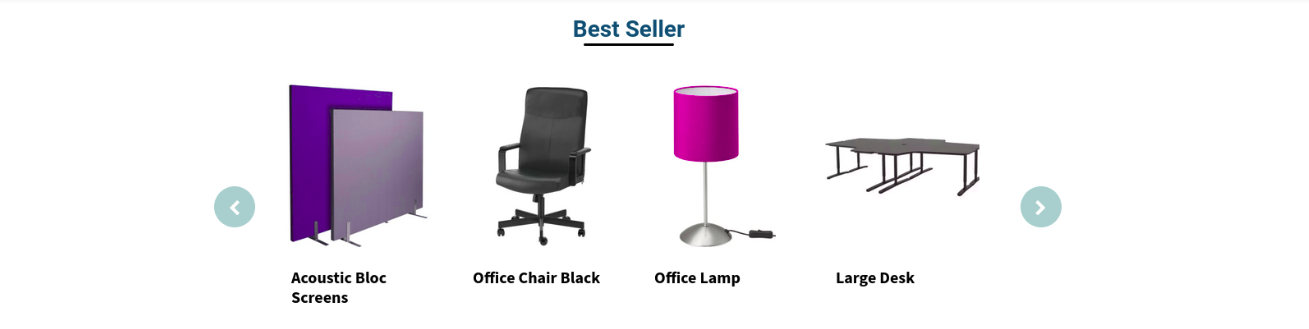 Best Seller
Acoustic Bloc
Screens
Office Chair Black
Office Lamp
Large Desk